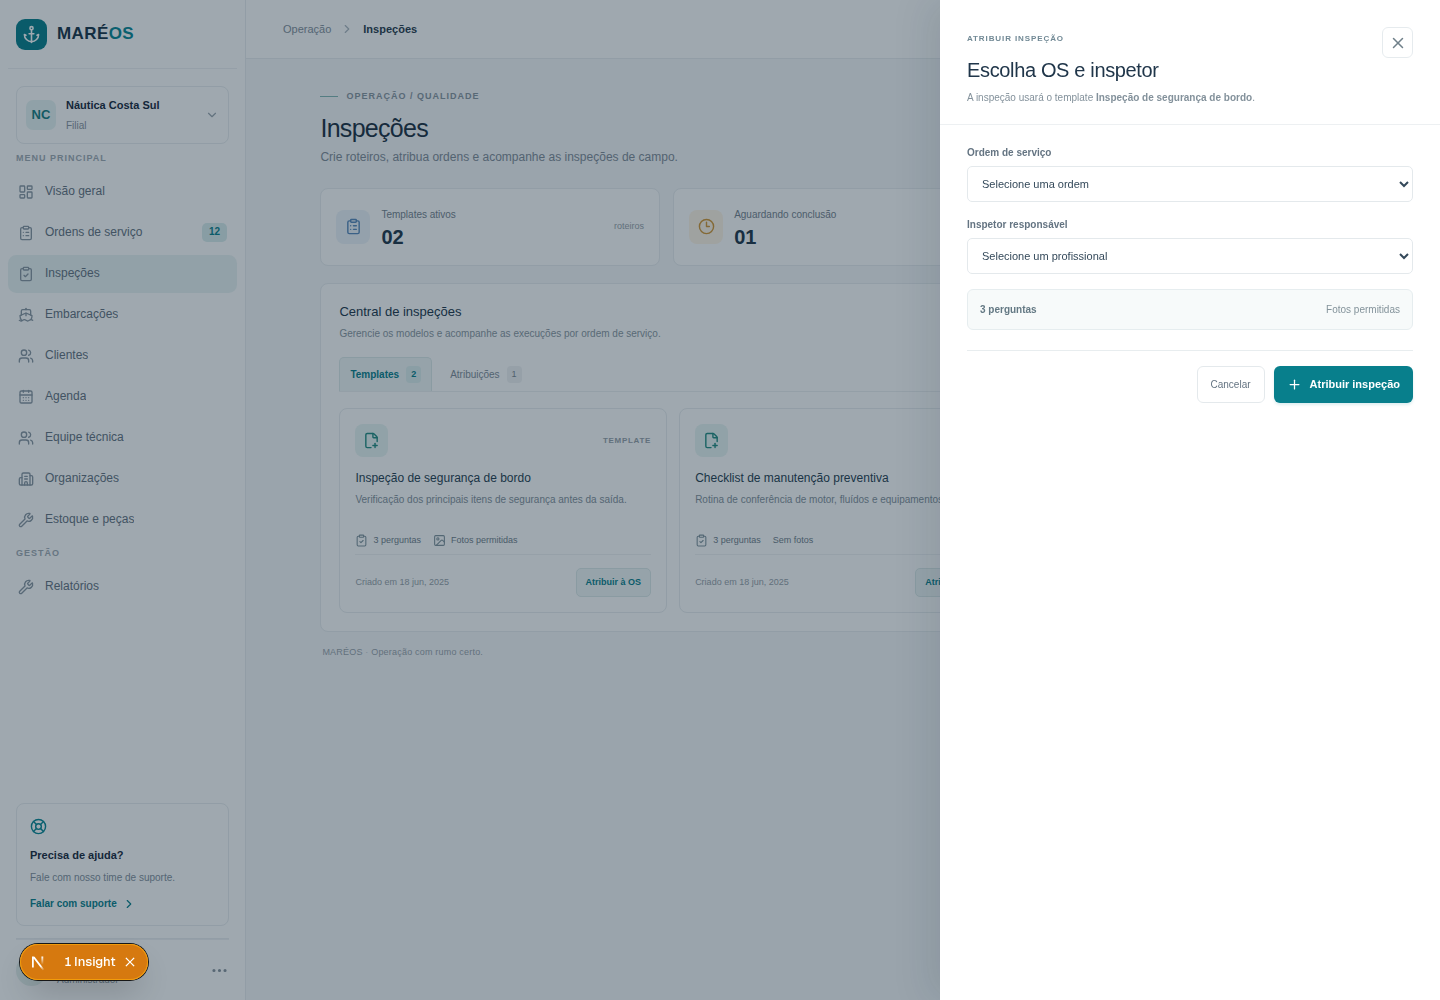 MARÉOS
NC
Náutica Costa Sul
Filial
MENU PRINCIPAL
Visão geral
Ordens de serviço
12
Inspeções
Embarcações
Clientes
Agenda
Equipe técnica
Organizações
Estoque e peças
GESTÃO
Relatórios
Precisa de ajuda?
Fale com nosso time de suporte.
Falar com suporte
1 Insight
Operação
Inspeções
OPERAÇÃO / QUALIDADE
Inspeções
Crie roteiros, atribua ordens e acompanhe as inspeções de campo.
Templates ativos
02
roteiros
Aguardando conclusão
01
Central de inspeções
Gerencie os modelos e acompanhe as execuções por ordem de serviço.
Templates 2
Atribuições 1
TEMPLATE
Inspeção de segurança de bordo
Verificação dos principais itens de segurança antes da saída.
3 perguntas
Fotos permitidas
Criado em 18 jun, 2025
Atribuir à OS
Checklist de manutenção preventiva
Rotina de conferência de motor, fluídos e equipamentos
3 perguntas
Sem fotos
Criado em 18 jun, 2025
Atri
MARÉOS · Operação com rumo certo.
ATRIBUIR INSPEÇÃO
Escolha OS e inspetor
A inspeção usará o template Inspeção de segurança de bordo.
Ordem de serviço
Selecione uma ordem
Inspetor responsável
Selecione um profissional
3 perguntas
Fotos permitidas
Cancelar
Atribuir inspeção